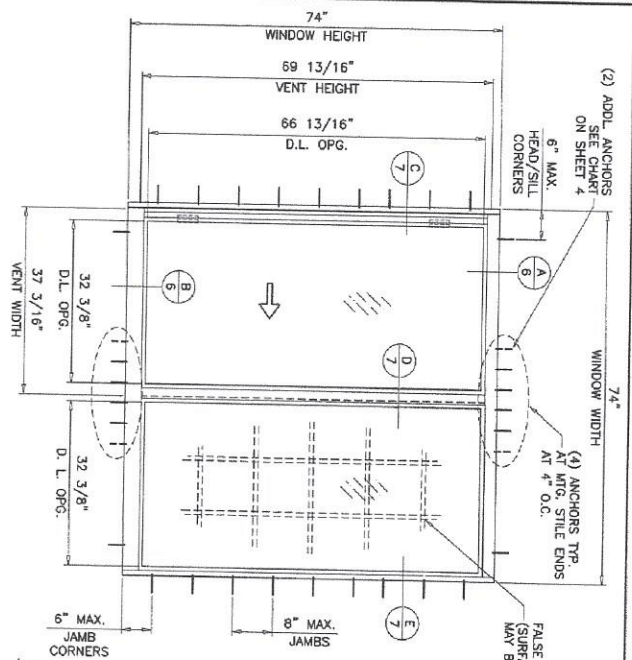 74"
WINDOW HEIGHT
69 13/16"
VENT HEIGHT
66 13/16"
D.L. OPG.
(2) ADDL ANCHORS
SEE CHART
ON SHEET 4
6" MAX.
HEAD/SILL
CORNERS
C
7
A
6
B
6
D
7
E
7
74"
WINDOW WIDTH
(4) ANCHORS TYP.
AT MTG. STILE ENDS
AT 4" O.C.
32 3/8"
D.L. OPG.
37 3/16"
VENT WIDTH
32 3/8"
D. L. OPG.
FALSE
MAY B
6" MAX.
JAMB
CORNERS
8" MAX.
JAMBS